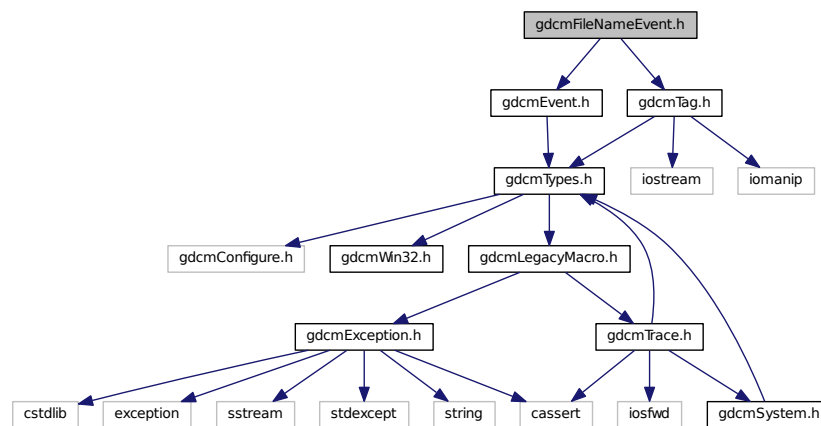 gdcmFileNameEvent.h
gdcmEvent.h
gdcmTag.h
gdcmTypes.h
iostream
iomanip
gdcmConfigure.h
gdcmWin32.h
gdcmLegacyMacro.h
gdcmException.h
gdcmTrace.h
cstdlib
exception
sstream
stdexcept
string
cassert
iosfwd
gdcmSystem.h